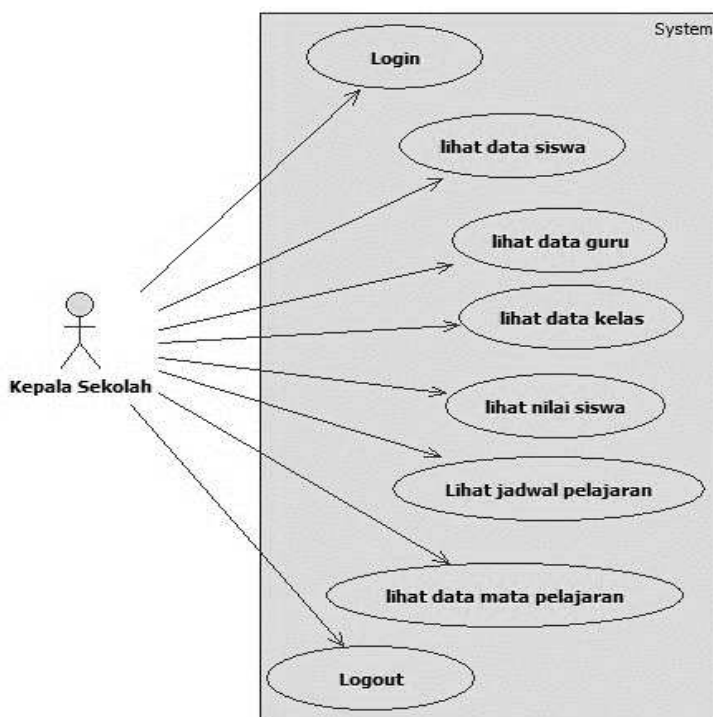 System
Login
lihat data siswa
lihat data guru
lihat data kelas
Kepala Sekolah
lihat nilai siswa
Lihat jadwal pelajaran
lihat data mata pelajaran
Logout